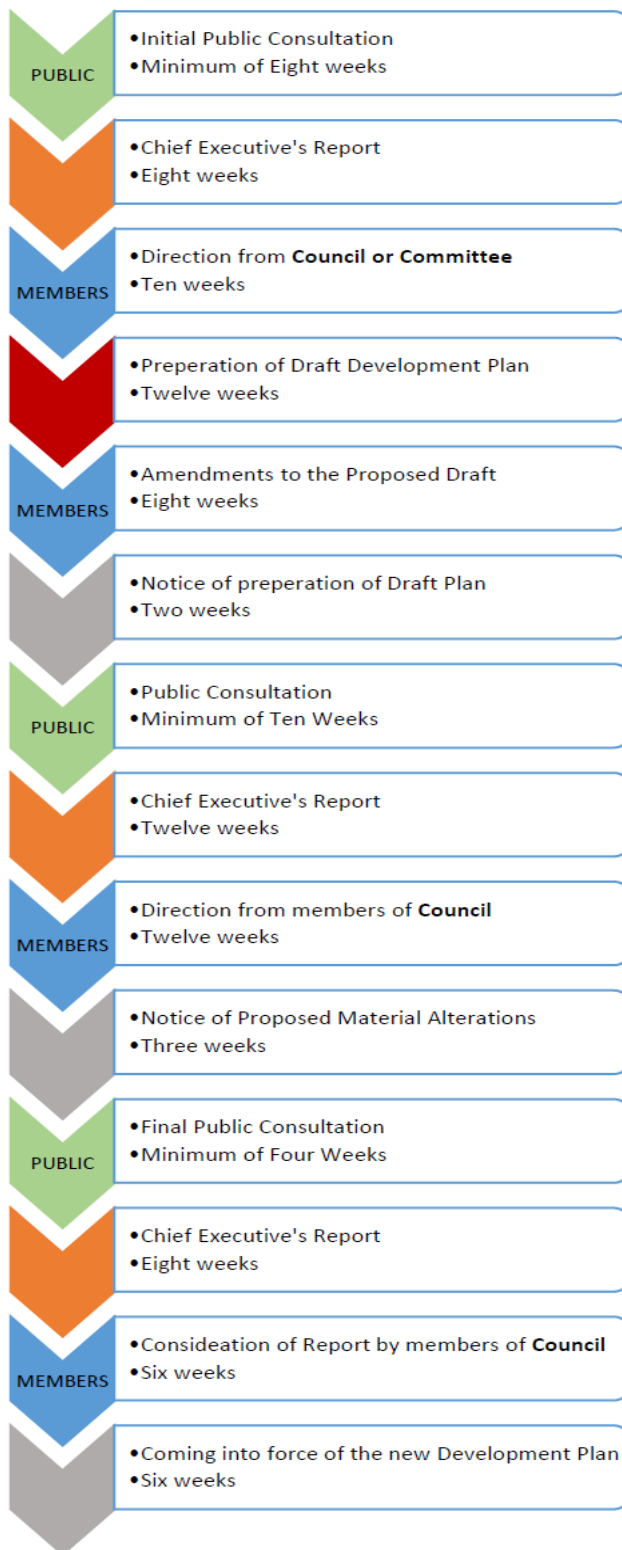 PUBLIC
•Initial Public Consultation
•Minimum of Eight weeks
•Chief Executive's Report
•Eight weeks
MEMBERS
•Direction from Council or Committee
•Ten weeks
•Preperation of Draft Development Plan
•Twelve weeks
MEMBERS
•Amendments to the Proposed Draft
•Eight weeks
•Notice of preperation of Draft Plan
•Two weeks
PUBLIC
•Public Consultation
•Minimum of Ten Weeks
•Chief Executive's Report
•Twelve weeks
MEMBERS
•Direction from members of Council
•Twelve weeks
•Notice of Proposed Material Alterations
•Three weeks
PUBLIC
•Final Public Consultation
•Minimum of Four Weeks
•Chief Executive's Report
•Eight weeks
MEMBERS
•Consideation of Report by members of Council
•Six weeks
•Coming into force of the new Development Plan
•Six weeks